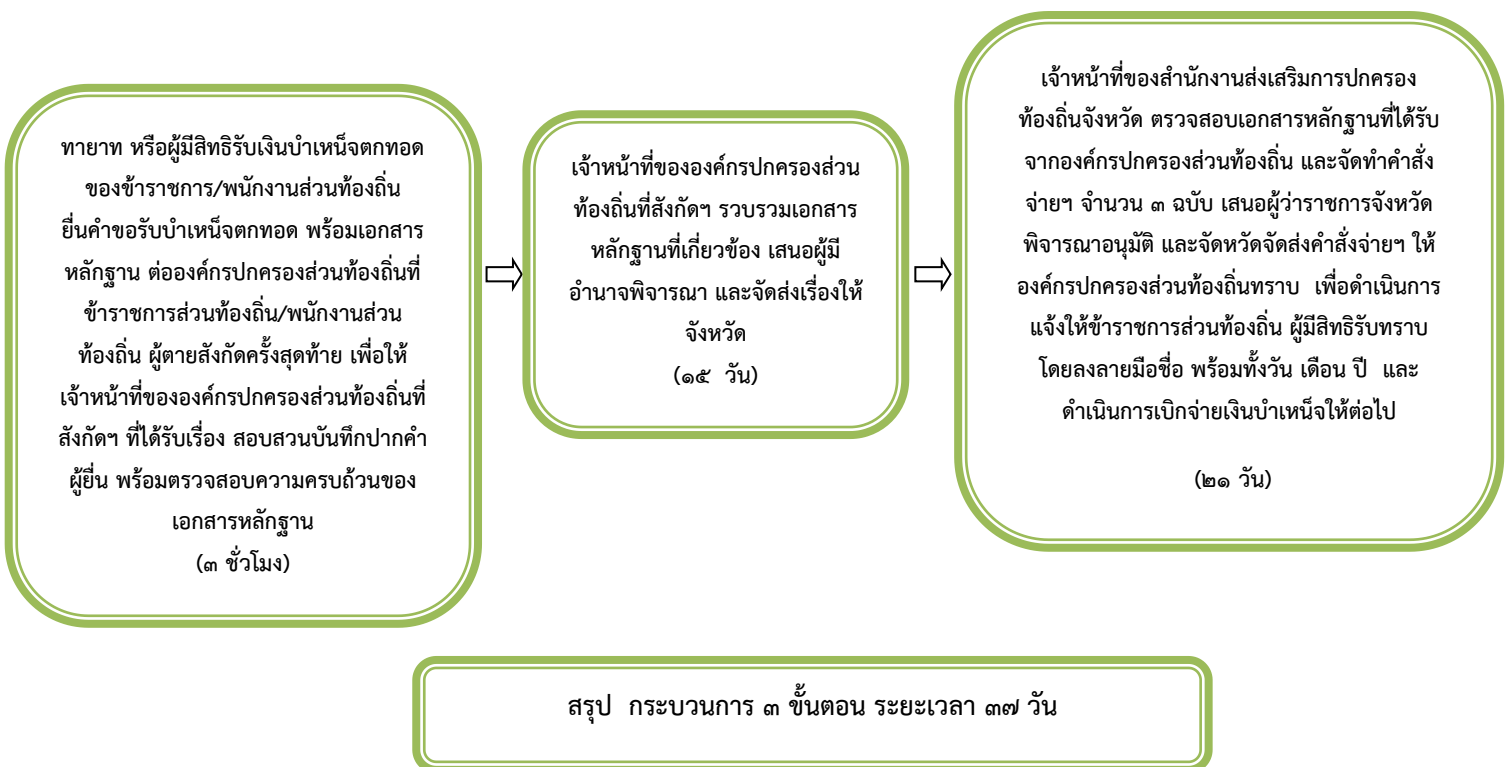 ทายาท หรือผู้มีสิทธิรับเงินบำเหน็จตกทอด
ของข้าราชการ/พนักงานส่วนท้องถิ่น
ยื่นคำขอรับบำเหน็จตกทอด พร้อมเอกสาร
หลักฐาน ต่อองค์กรปกครองส่วนท้องถิ่นที่
ข้าราชการส่วนท้องถิ่น/พนักงานส่วน
ท้องถิ่น ผู้ตายสังกัดครั้งสุดท้าย เพื่อให้
เจ้าหน้าที่ขององค์กรปกครองส่วนท้องถิ่นที่
สังกัดฯ ที่ได้รับเรื่อง สอบสวนบันทึกปากคำ
ผู้ยื่น พร้อมตรวจสอบความครบถ้วนของ
เอกสารหลักฐาน
(๓ ชั่วโมง)
เจ้าหน้าที่ขององค์กรปกครองส่วน
ท้องถิ่นที่สังกัดฯ รวบรวมเอกสาร
หลักฐานที่เกี่ยวข้อง เสนอผู้มี
อำนาจพิจารณา และจัดส่งเรื่องให้
จังหวัด
(๑๕ วัน)
เจ้าหน้าที่ของสำนักงานส่งเสริมการปกครอง
ท้องถิ่นจังหวัด ตรวจสอบเอกสารหลักฐานที่ได้รับ
จากองค์กรปกครองส่วนท้องถิ่น และจัดทำคำสั่ง
จ่ายฯ จำนวน ๓ ฉบับ เสนอผู้ว่าราชการจังหวัด
พิจารณาอนุมัติ และจัดหวัดจัดส่งคำสั่งจ่ายฯ ให้
องค์กรปกครองส่วนท้องถิ่นทราบ เพื่อดำเนินการ
แจ้งให้ข้าราชการส่วนท้องถิ่น ผู้มีสิทธิรับทราบ
โดยลงลายมือชื่อ พร้อมทั้งวัน เดือน ปี และ
ดำเนินการเบิกจ่ายเงินบำเหน็จให้ต่อไป
(๒๑ วัน)
สรุป กระบวนการ ๓ ขั้นตอน ระยะเวลา ๓๗ วัน